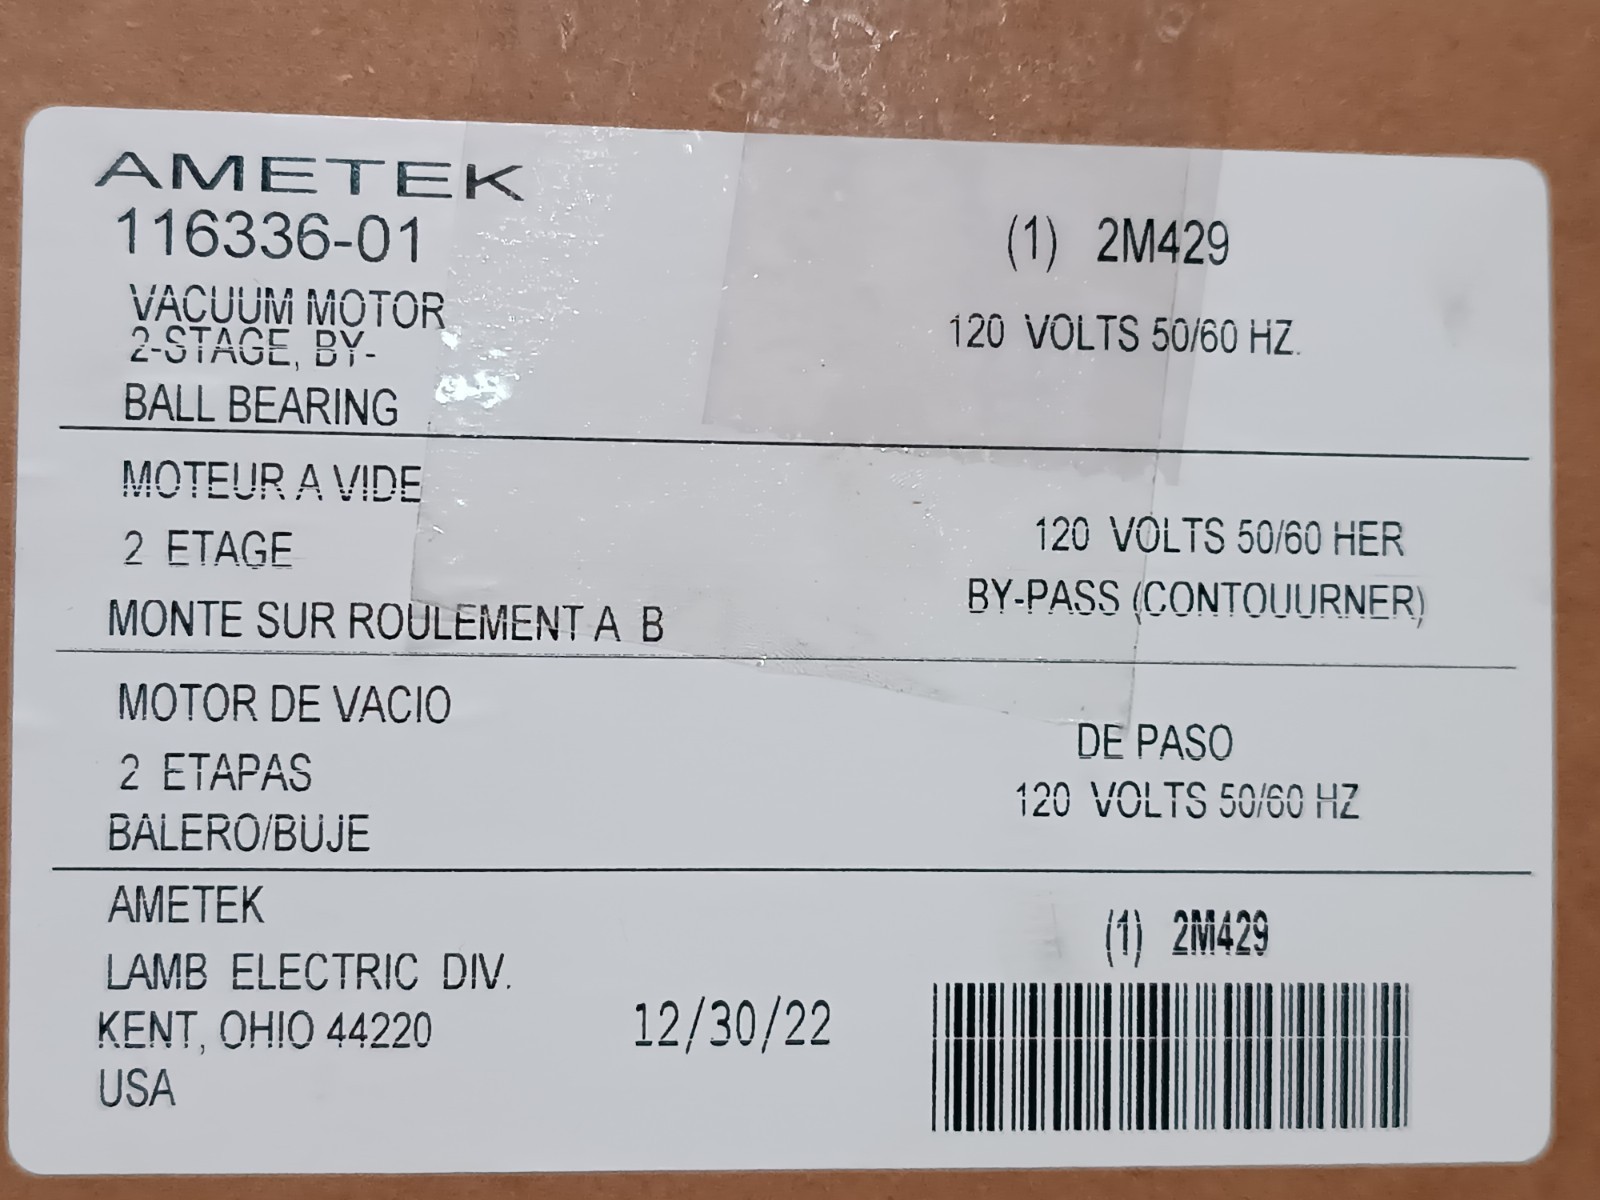 AMETEK
116336-01 (1) 2M429
VACUUM MOTOR
2-STAGE, BY- 120 VOLTS 50/60 HZ.
BALL BEARING
MOTEUR A VIDE
2 ETAGE 120 VOLTS 50/60 HER
MONTE SUR ROULEMENT A B BY-PASS (CONTOUURNER)
MOTOR DE VACIO
DE PASO
2 ETAPAS 120 VOLTS 50/60 HZ
BALERO/BUJE
AMETEK
(1) 2M429
LAMB ELECTRIC DIV.
KENT, OHIO 44220 12/30/22
USA